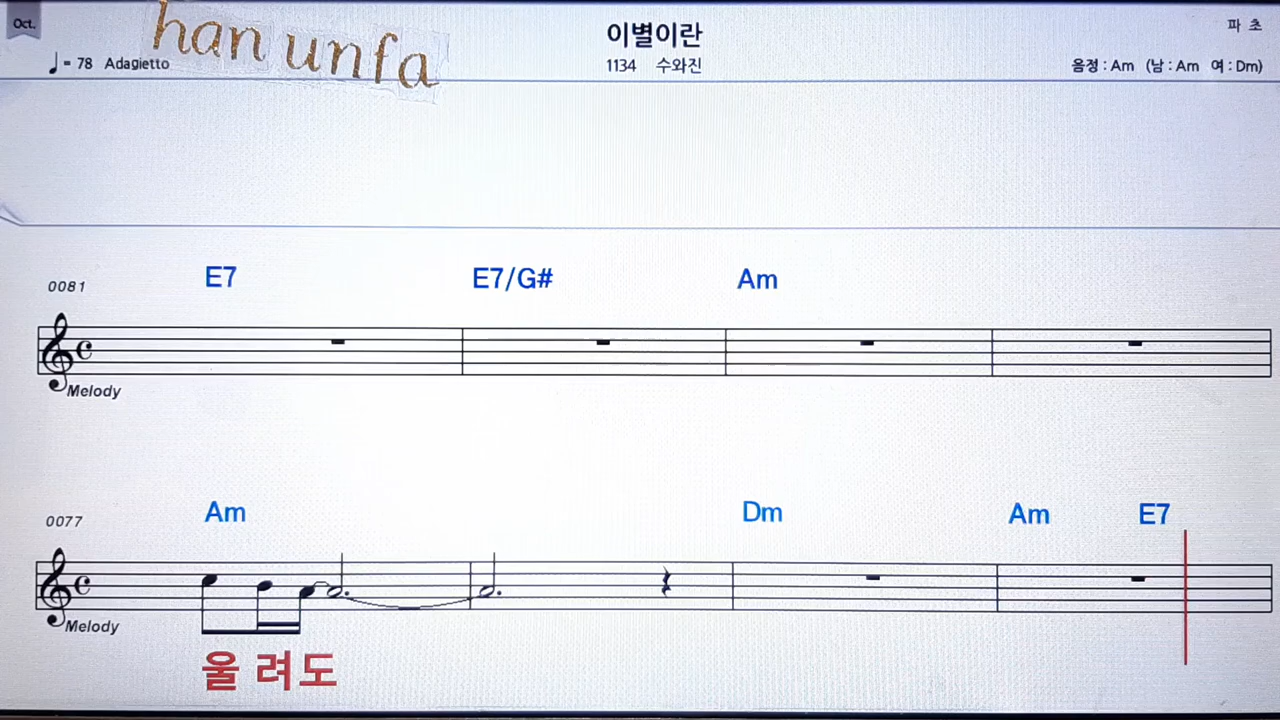 Oct.
han unfa
이별이란
파 초
♩= 78 Adagietto
1134 수와진
음정 : Am (남 : Am 여 : Dm)
E7 E7/G# Am
0081
Melody
Am Dm Am E7
0077
Melody
울 려도